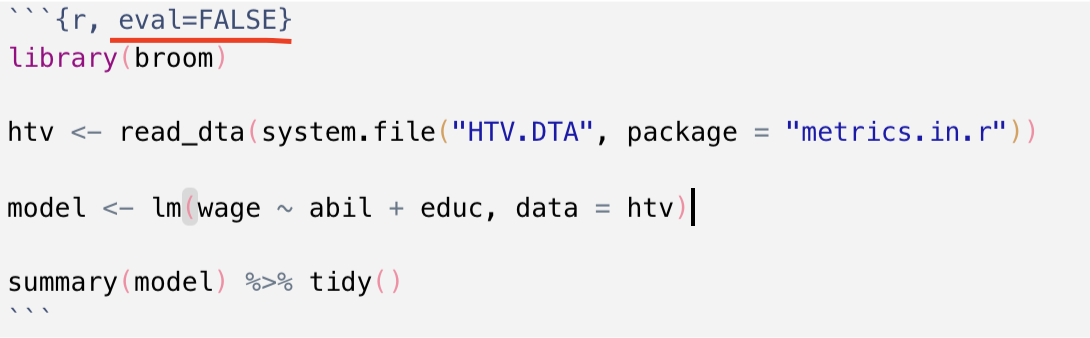 ```{r, eval=FALSE}
library(broom)
htv <- read_dta(system.file("HTV.DTA", package = "metrics.in.r"))
model <- lm(wage ~ abil + educ, data = htv)
summary(model) %>% tidy()
```